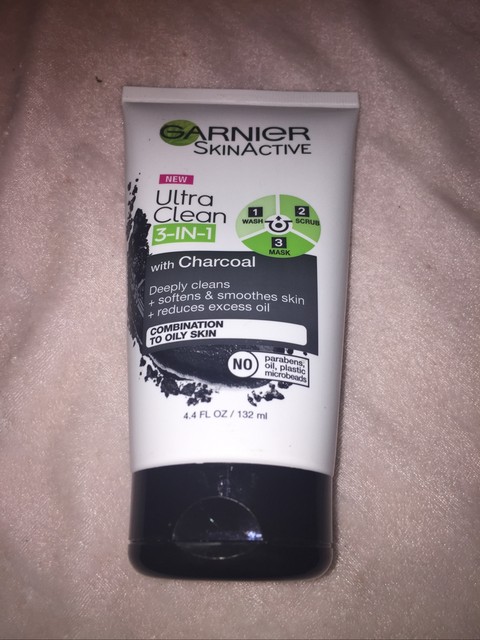 GARNIER
SKINACTIVE
NEW
Ultra
Clean
3-IN-1
1
WASH
2
SCRUB
3
MASK
with Charcoal
Deeply cleans
+ softens & smoothes skin
+ reduces excess oil
COMBINATION
TO OILY SKIN
NO
parabens,
oil, plastic
microbeads
4.4 FL OZ / 132 ml